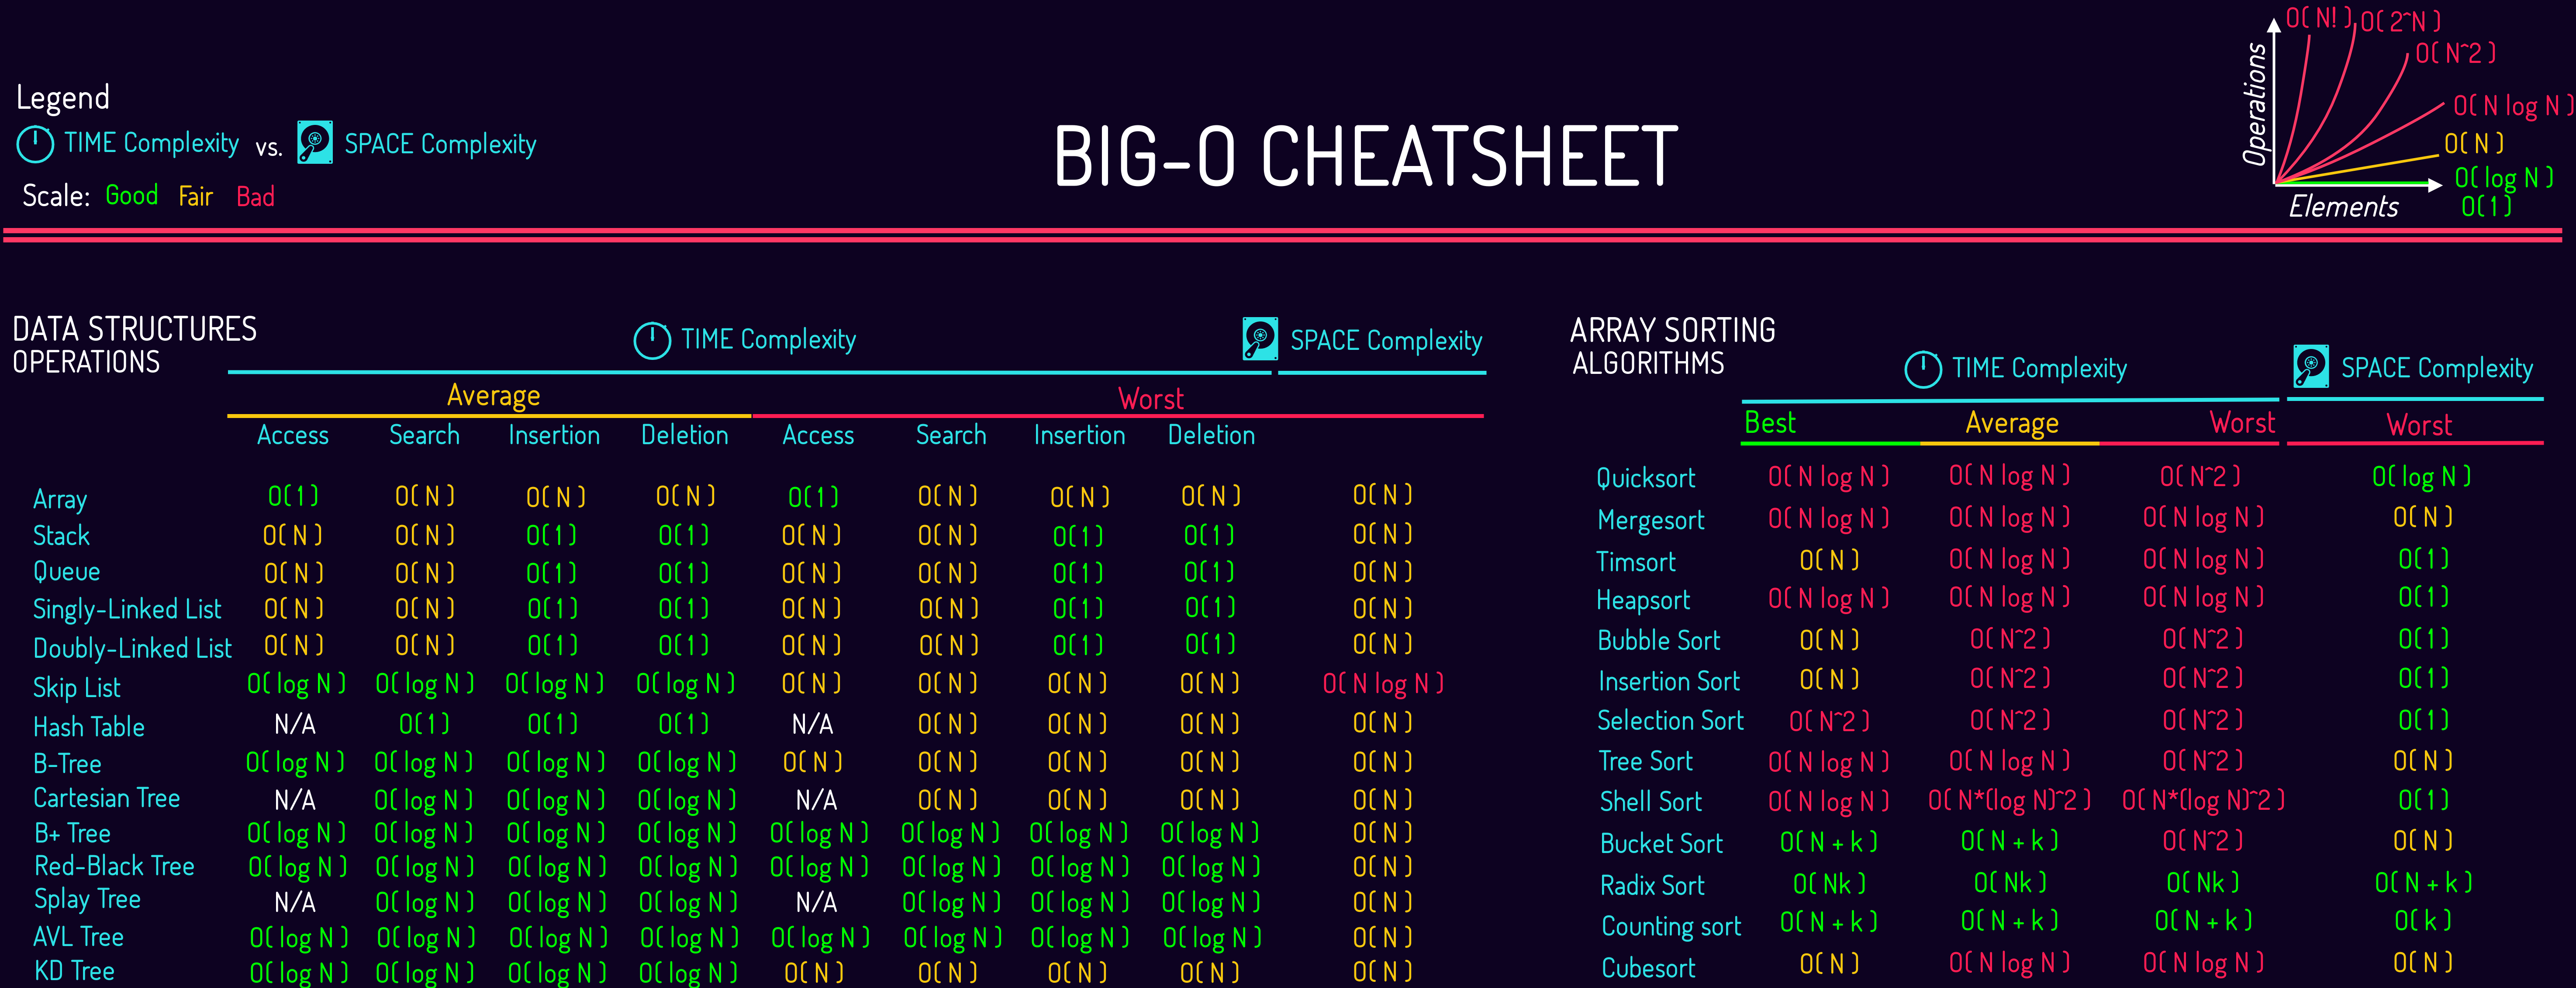 O( N! ) O( 2^N )
O( N^2 )
O( N log N )
O( N )
O( log N )
O( 1 )
Operations
Elements
Legend
TIME Complexity vs. SPACE Complexity
Scale: Good Fair Bad
BIG-O CHEATSHEET
DATA STRUCTURES
OPERATIONS
TIME Complexity SPACE Complexity
Average Worst
Access Search Insertion Deletion Access Search Insertion Deletion
Array O( 1 ) O( N ) O( N ) O( N ) O( 1 ) O( N ) O( N ) O( N ) O( N )
Stack O( N ) O( N ) O( 1 ) O( 1 ) O( N ) O( N ) O( 1 ) O( 1 ) O( N )
Queue O( N ) O( N ) O( 1 ) O( 1 ) O( N ) O( N ) O( 1 ) O( 1 ) O( N )
Singly-Linked List O( N ) O( N ) O( 1 ) O( 1 ) O( N ) O( N ) O( 1 ) O( 1 ) O( N )
Doubly-Linked List O( N ) O( N ) O( 1 ) O( 1 ) O( N ) O( N ) O( 1 ) O( 1 ) O( N )
Skip List O( log N ) O( log N ) O( log N ) O( log N ) O( N ) O( N ) O( N ) O( N ) O( N log N )
Hash Table N/A O( 1 ) O( 1 ) O( 1 ) N/A O( N ) O( N ) O( N ) O( N )
B-Tree O( log N ) O( log N ) O( log N ) O( log N ) O( N ) O( N ) O( N ) O( N ) O( N )
Cartesian Tree N/A O( log N ) O( log N ) O( log N ) N/A O( N ) O( N ) O( N ) O( N )
B+ Tree O( log N ) O( log N ) O( log N ) O( log N ) O( log N ) O( log N ) O( log N ) O( log N ) O( N )
Red-Black Tree O( log N ) O( log N ) O( log N ) O( log N ) O( log N ) O( log N ) O( log N ) O( log N ) O( N )
Splay Tree N/A O( log N ) O( log N ) O( log N ) N/A O( log N ) O( log N ) O( log N ) O( N )
AVL Tree O( log N ) O( log N ) O( log N ) O( log N ) O( log N ) O( log N ) O( log N ) O( log N ) O( N )
KD Tree O( log N ) O( log N ) O( log N ) O( log N ) O( N ) O( N ) O( N ) O( N ) O( N )
ARRAY SORTING
ALGORITHMS
TIME Complexity SPACE Complexity
Best Average Worst Worst
Quicksort O( N log N ) O( N log N ) O( N^2 ) O( log N )
Mergesort O( N log N ) O( N log N ) O( N log N ) O( N )
Timsort O( N ) O( N log N ) O( N log N ) O( 1 )
Heapsort O( N log N ) O( N log N ) O( N log N ) O( 1 )
Bubble Sort O( N ) O( N^2 ) O( N^2 ) O( 1 )
Insertion Sort O( N ) O( N^2 ) O( N^2 ) O( 1 )
Selection Sort O( N^2 ) O( N^2 ) O( N^2 ) O( 1 )
Tree Sort O( N log N ) O( N log N ) O( N^2 ) O( N )
Shell Sort O( N log N ) O( N*(log N)^2 ) O( N*(log N)^2 ) O( 1 )
Bucket Sort O( N + k ) O( N + k ) O( N^2 ) O( N )
Radix Sort O( Nk ) O( Nk ) O( Nk ) O( N + k )
Counting sort O( N + k ) O( N + k ) O( N + k ) O( k )
Cubesort O( N ) O( N log N ) O( N log N ) O( N )